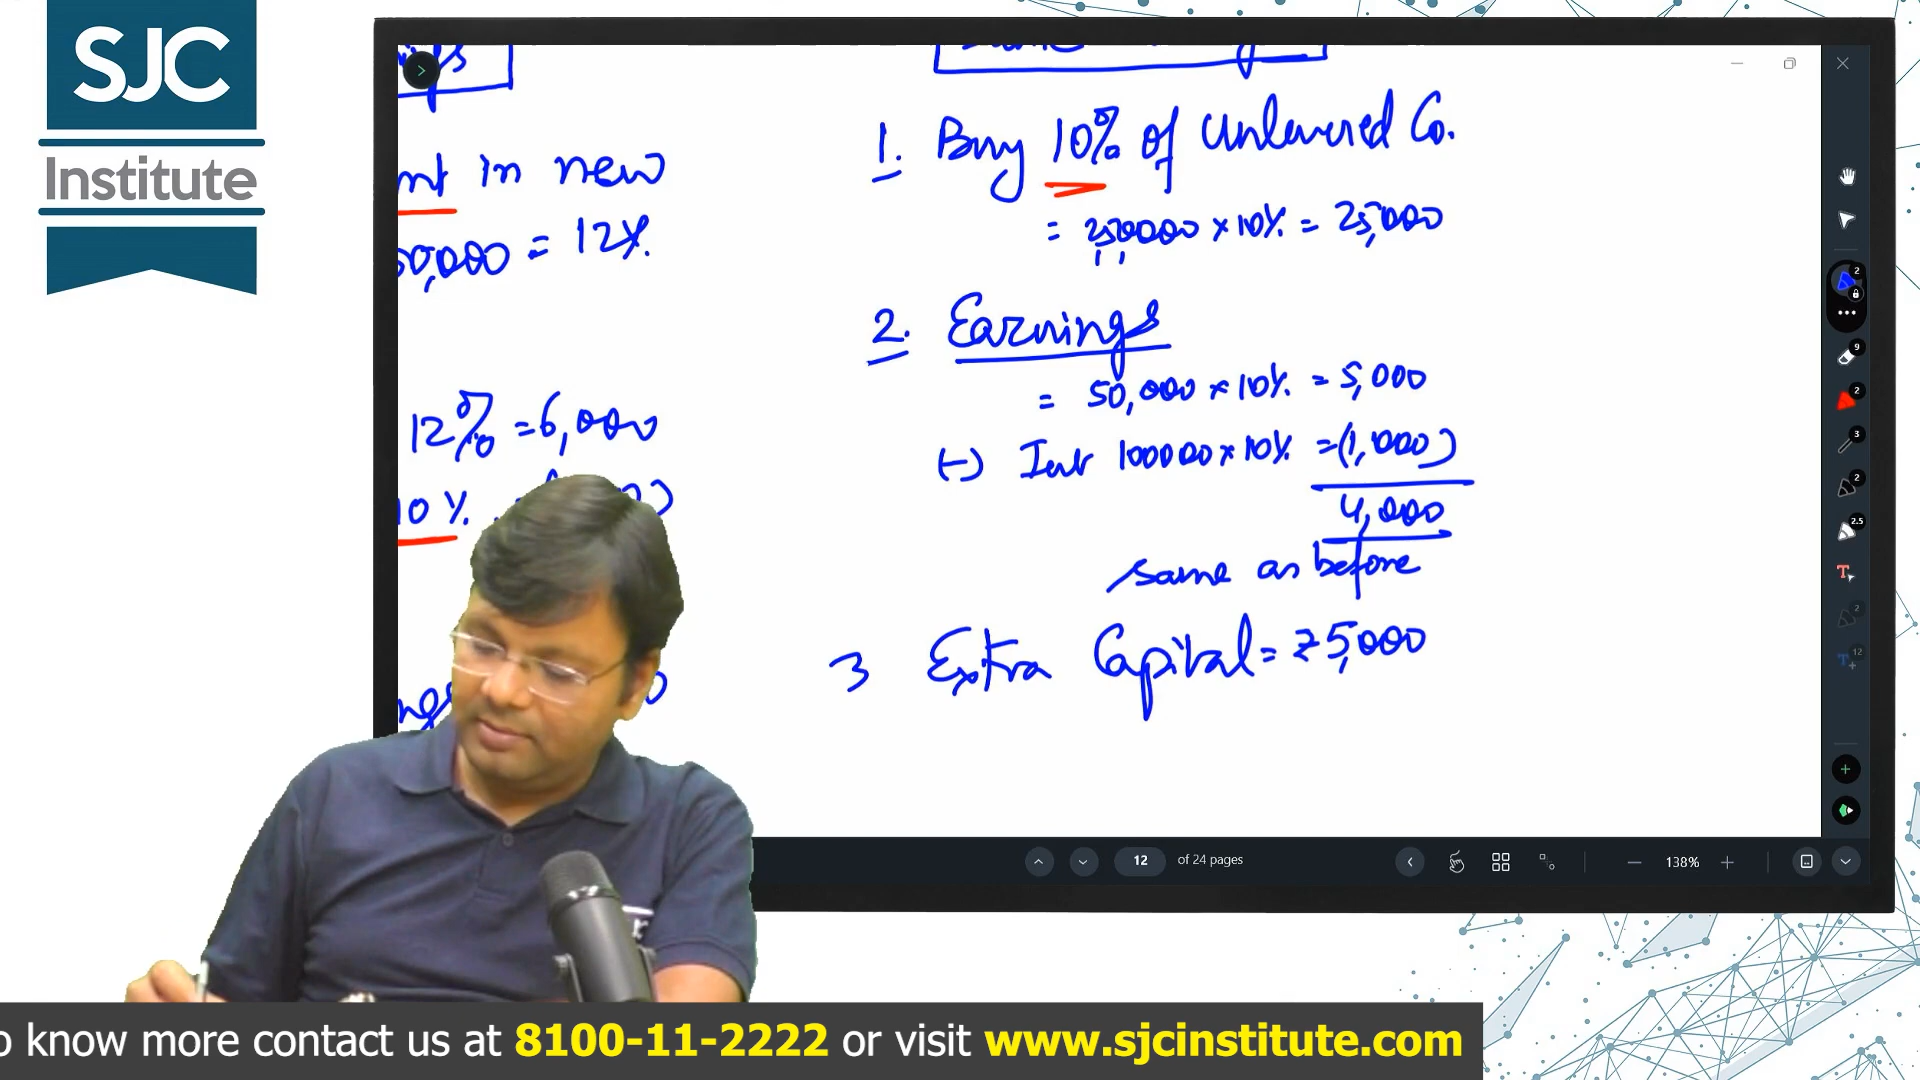 SJC
Institute
nt in new
50,000 = 12%.
12% = 6,000
10%.
1. Buy 10% of Unlevered Co.
= 2,50,000 × 10% = 25,000
2. Earnings
= 50,000 × 10% = 5,000
(-) Int 100000 × 10% = (1,000)
4,000
same as before
3 Extra Capital = 25,000
12 of 24 pages
138%
o know more contact us at 8100-11-2222 or visit www.sjcinstitute.com